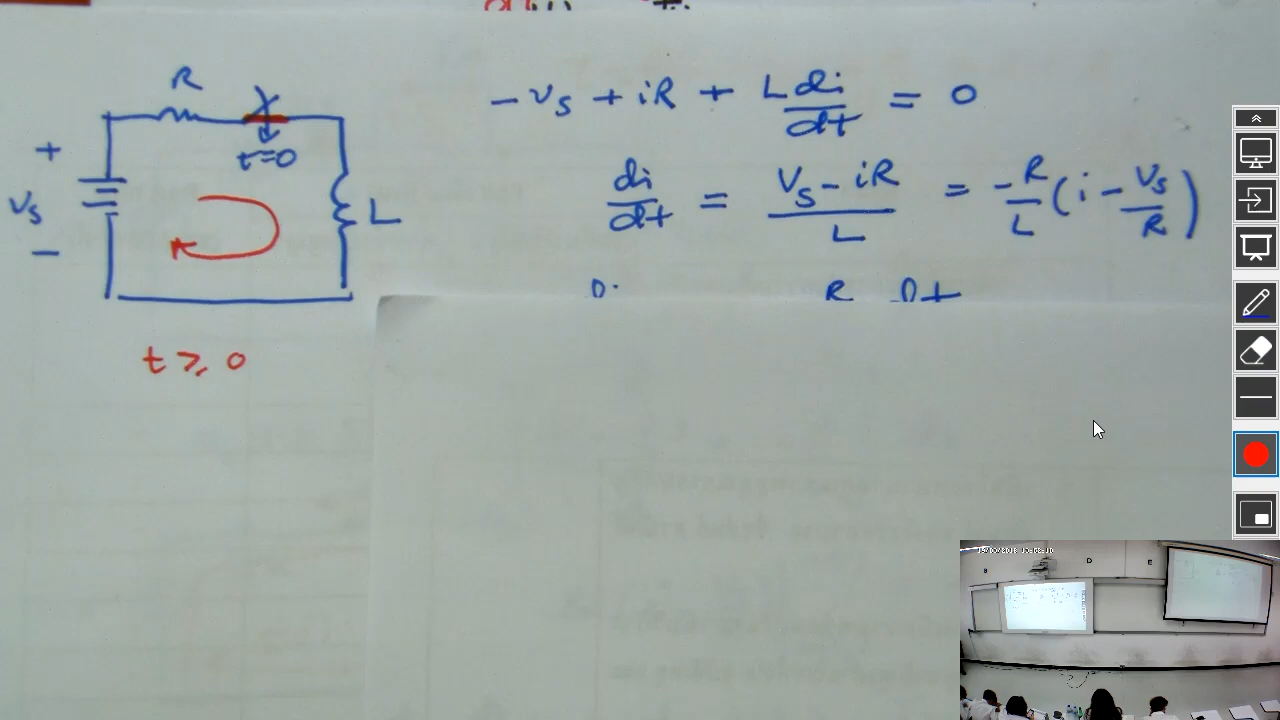 R
t=0
+
Vs
-
L
t ≥ 0
-Vs + iR + L di/dt = 0
di/dt = (Vs - iR)/L = -R/L (i - Vs/R)
D
E